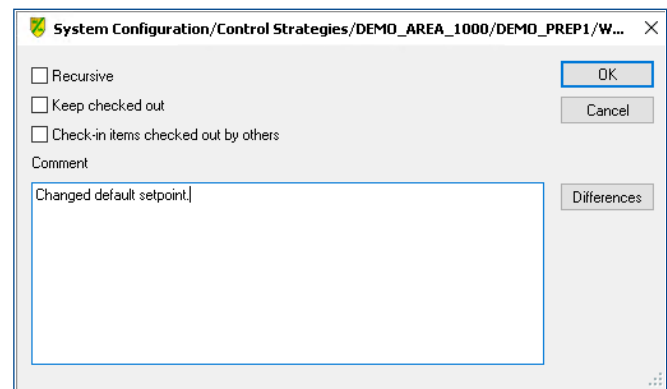 System Configuration/Control Strategies/DEMO_AREA_1000/DEMO_PREP1/W...
Recursive
OK
Keep checked out
Cancel
Check-in items checked out by others
Comment
Changed default setpoint.
Differences